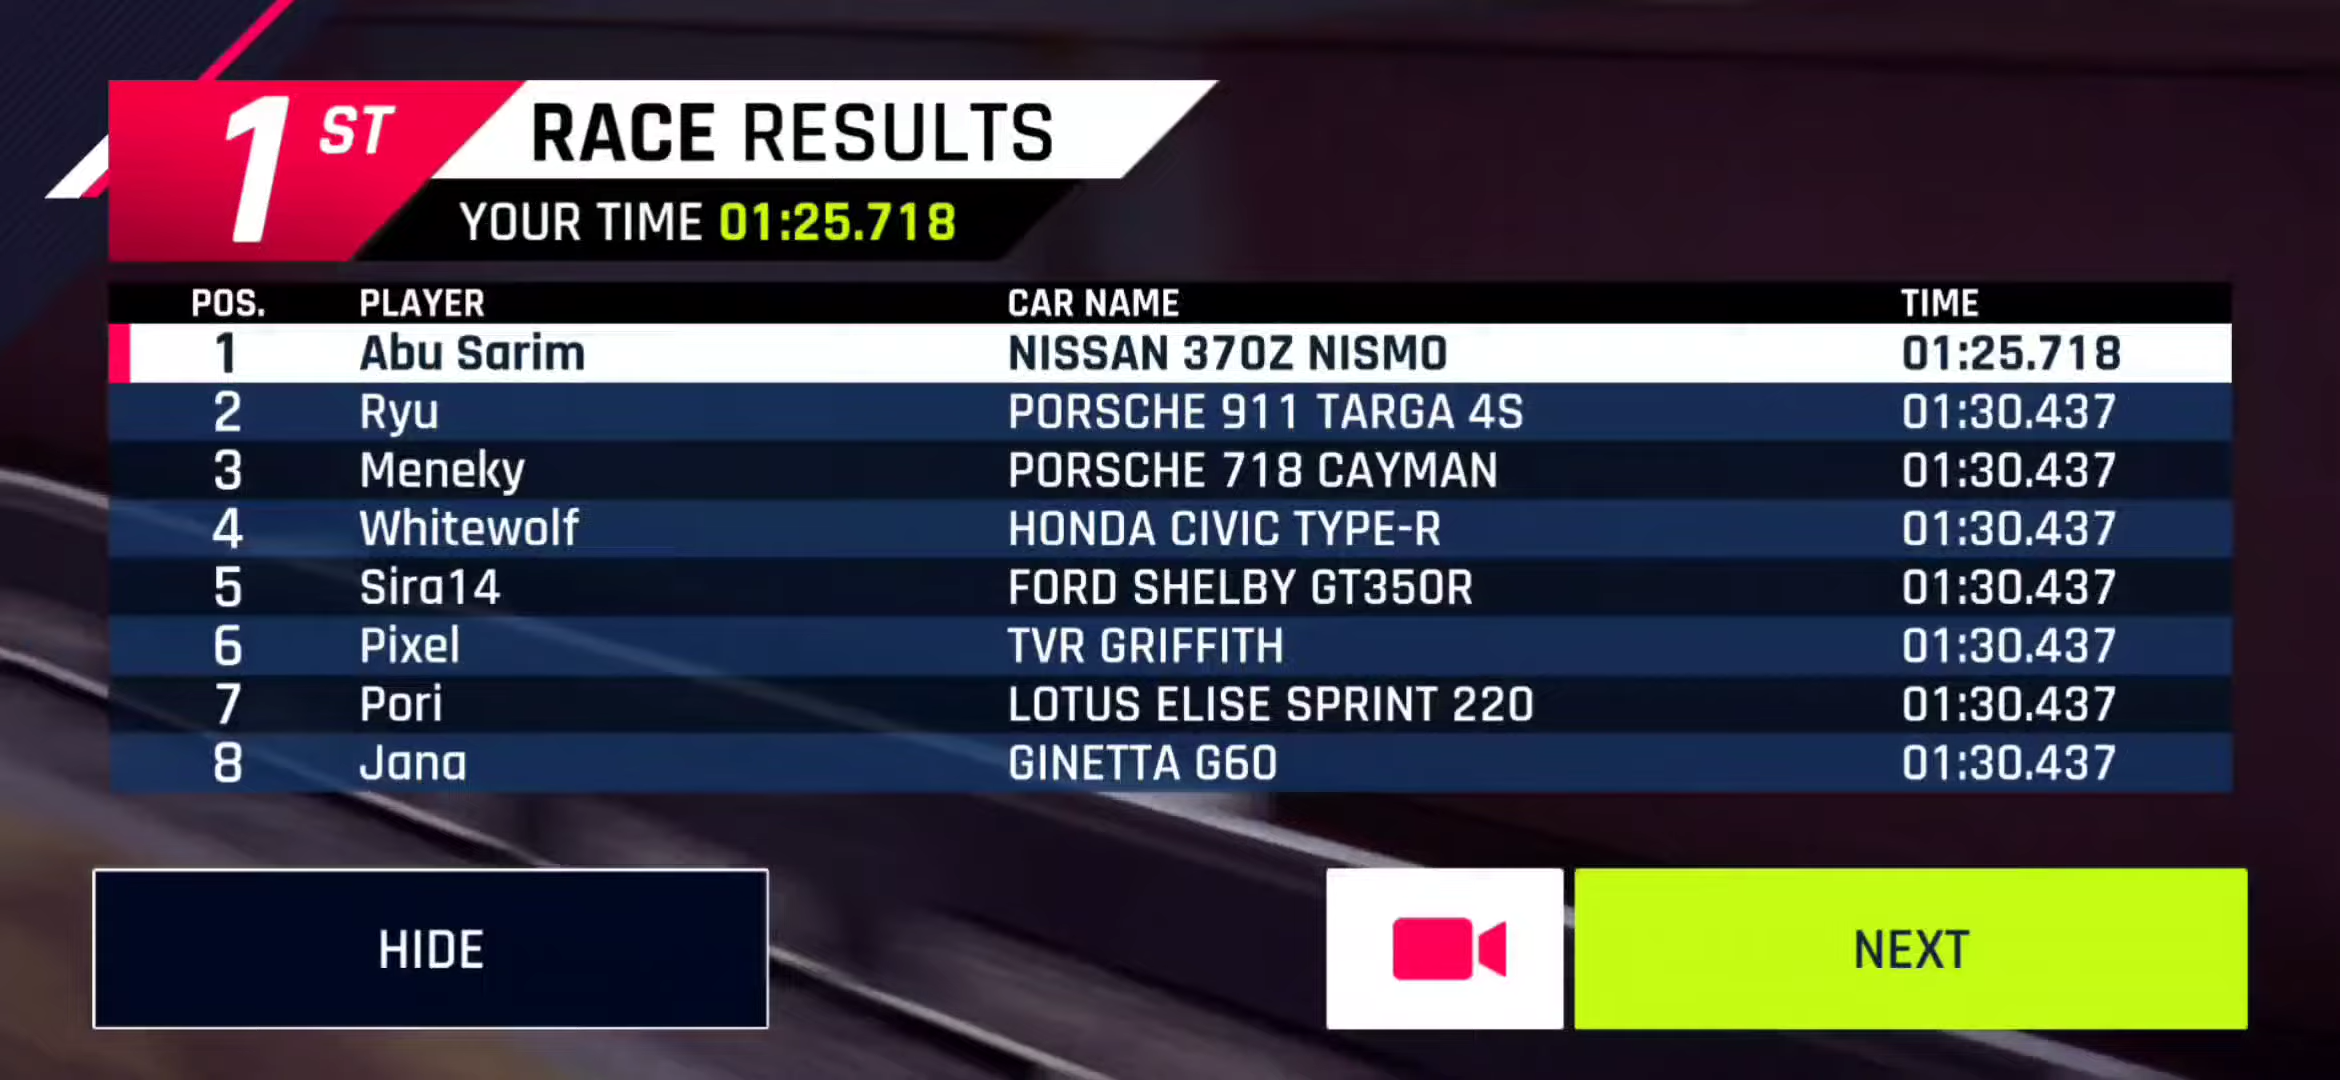 1 ST
RACE RESULTS
YOUR TIME 01:25.718
POS. PLAYER CAR NAME TIME
1 Abu Sarim NISSAN 370Z NISMO 01:25.718
2 Ryu PORSCHE 911 TARGA 4S 01:30.437
3 Meneky PORSCHE 718 CAYMAN 01:30.437
4 Whitewolf HONDA CIVIC TYPE-R 01:30.437
5 Sira14 FORD SHELBY GT350R 01:30.437
6 Pixel TVR GRIFFITH 01:30.437
7 Pori LOTUS ELISE SPRINT 220 01:30.437
8 Jana GINETTA G60 01:30.437
HIDE NEXT